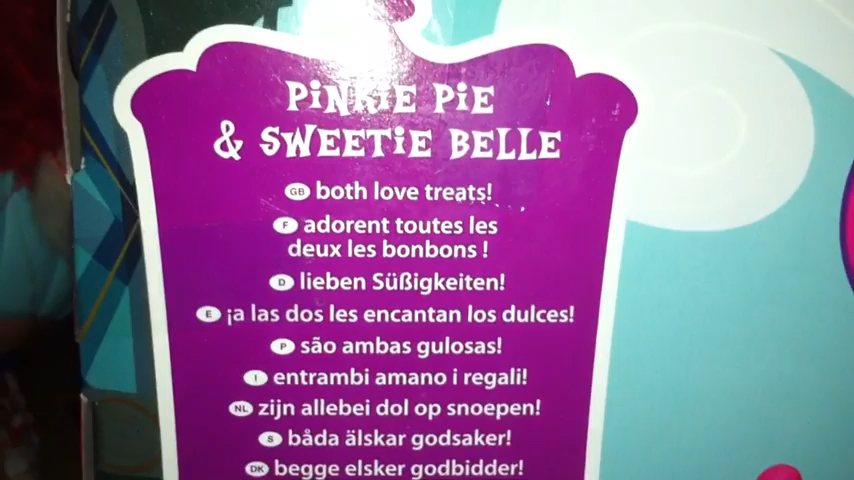 PiNKiE PiE
& SWEETiE BELLE
GB both love treats!
F adorent toutes les
deux les bonbons !
D lieben Süßigkeiten!
E ¡a las dos les encantan los dulces!
P são ambas gulosas!
I entrambi amano i regali!
NL zijn allebei dol op snoepen!
S båda älskar godsaker!
DK begge elsker godbidder!